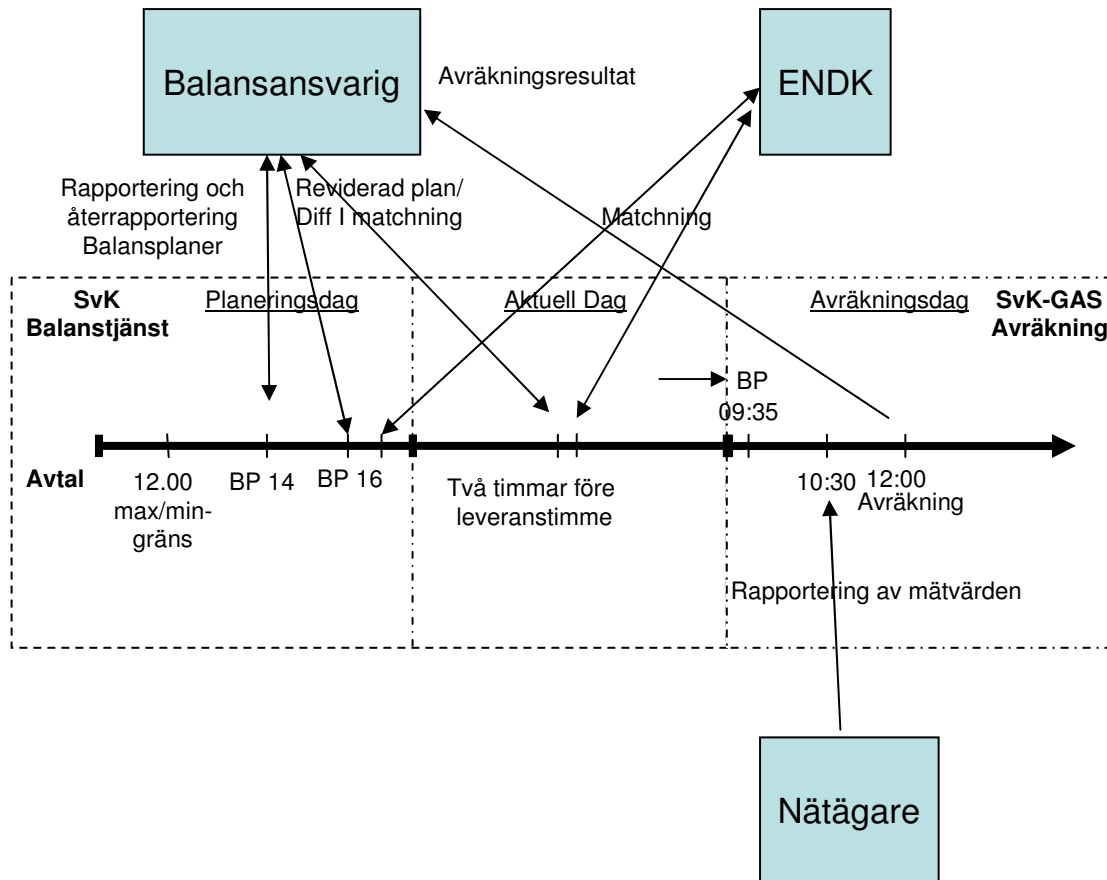 Balansansvarig
Avräkningsresultat
ENDK
Rapportering och
återrapportering
Balansplaner
Reviderad plan/
Diff I matchning
Matchning
SvK
Balanstjänst
Planeringsdag
Aktuell Dag
Avräkningsdag
SvK-GAS
Avräkning
BP
09:35
Avtal
12.00
max/min-
gräns
BP 14
BP 16
Två timmar före
leveranstimme
10:30
12:00
Avräkning
Rapportering av mätvärden
Nätägare